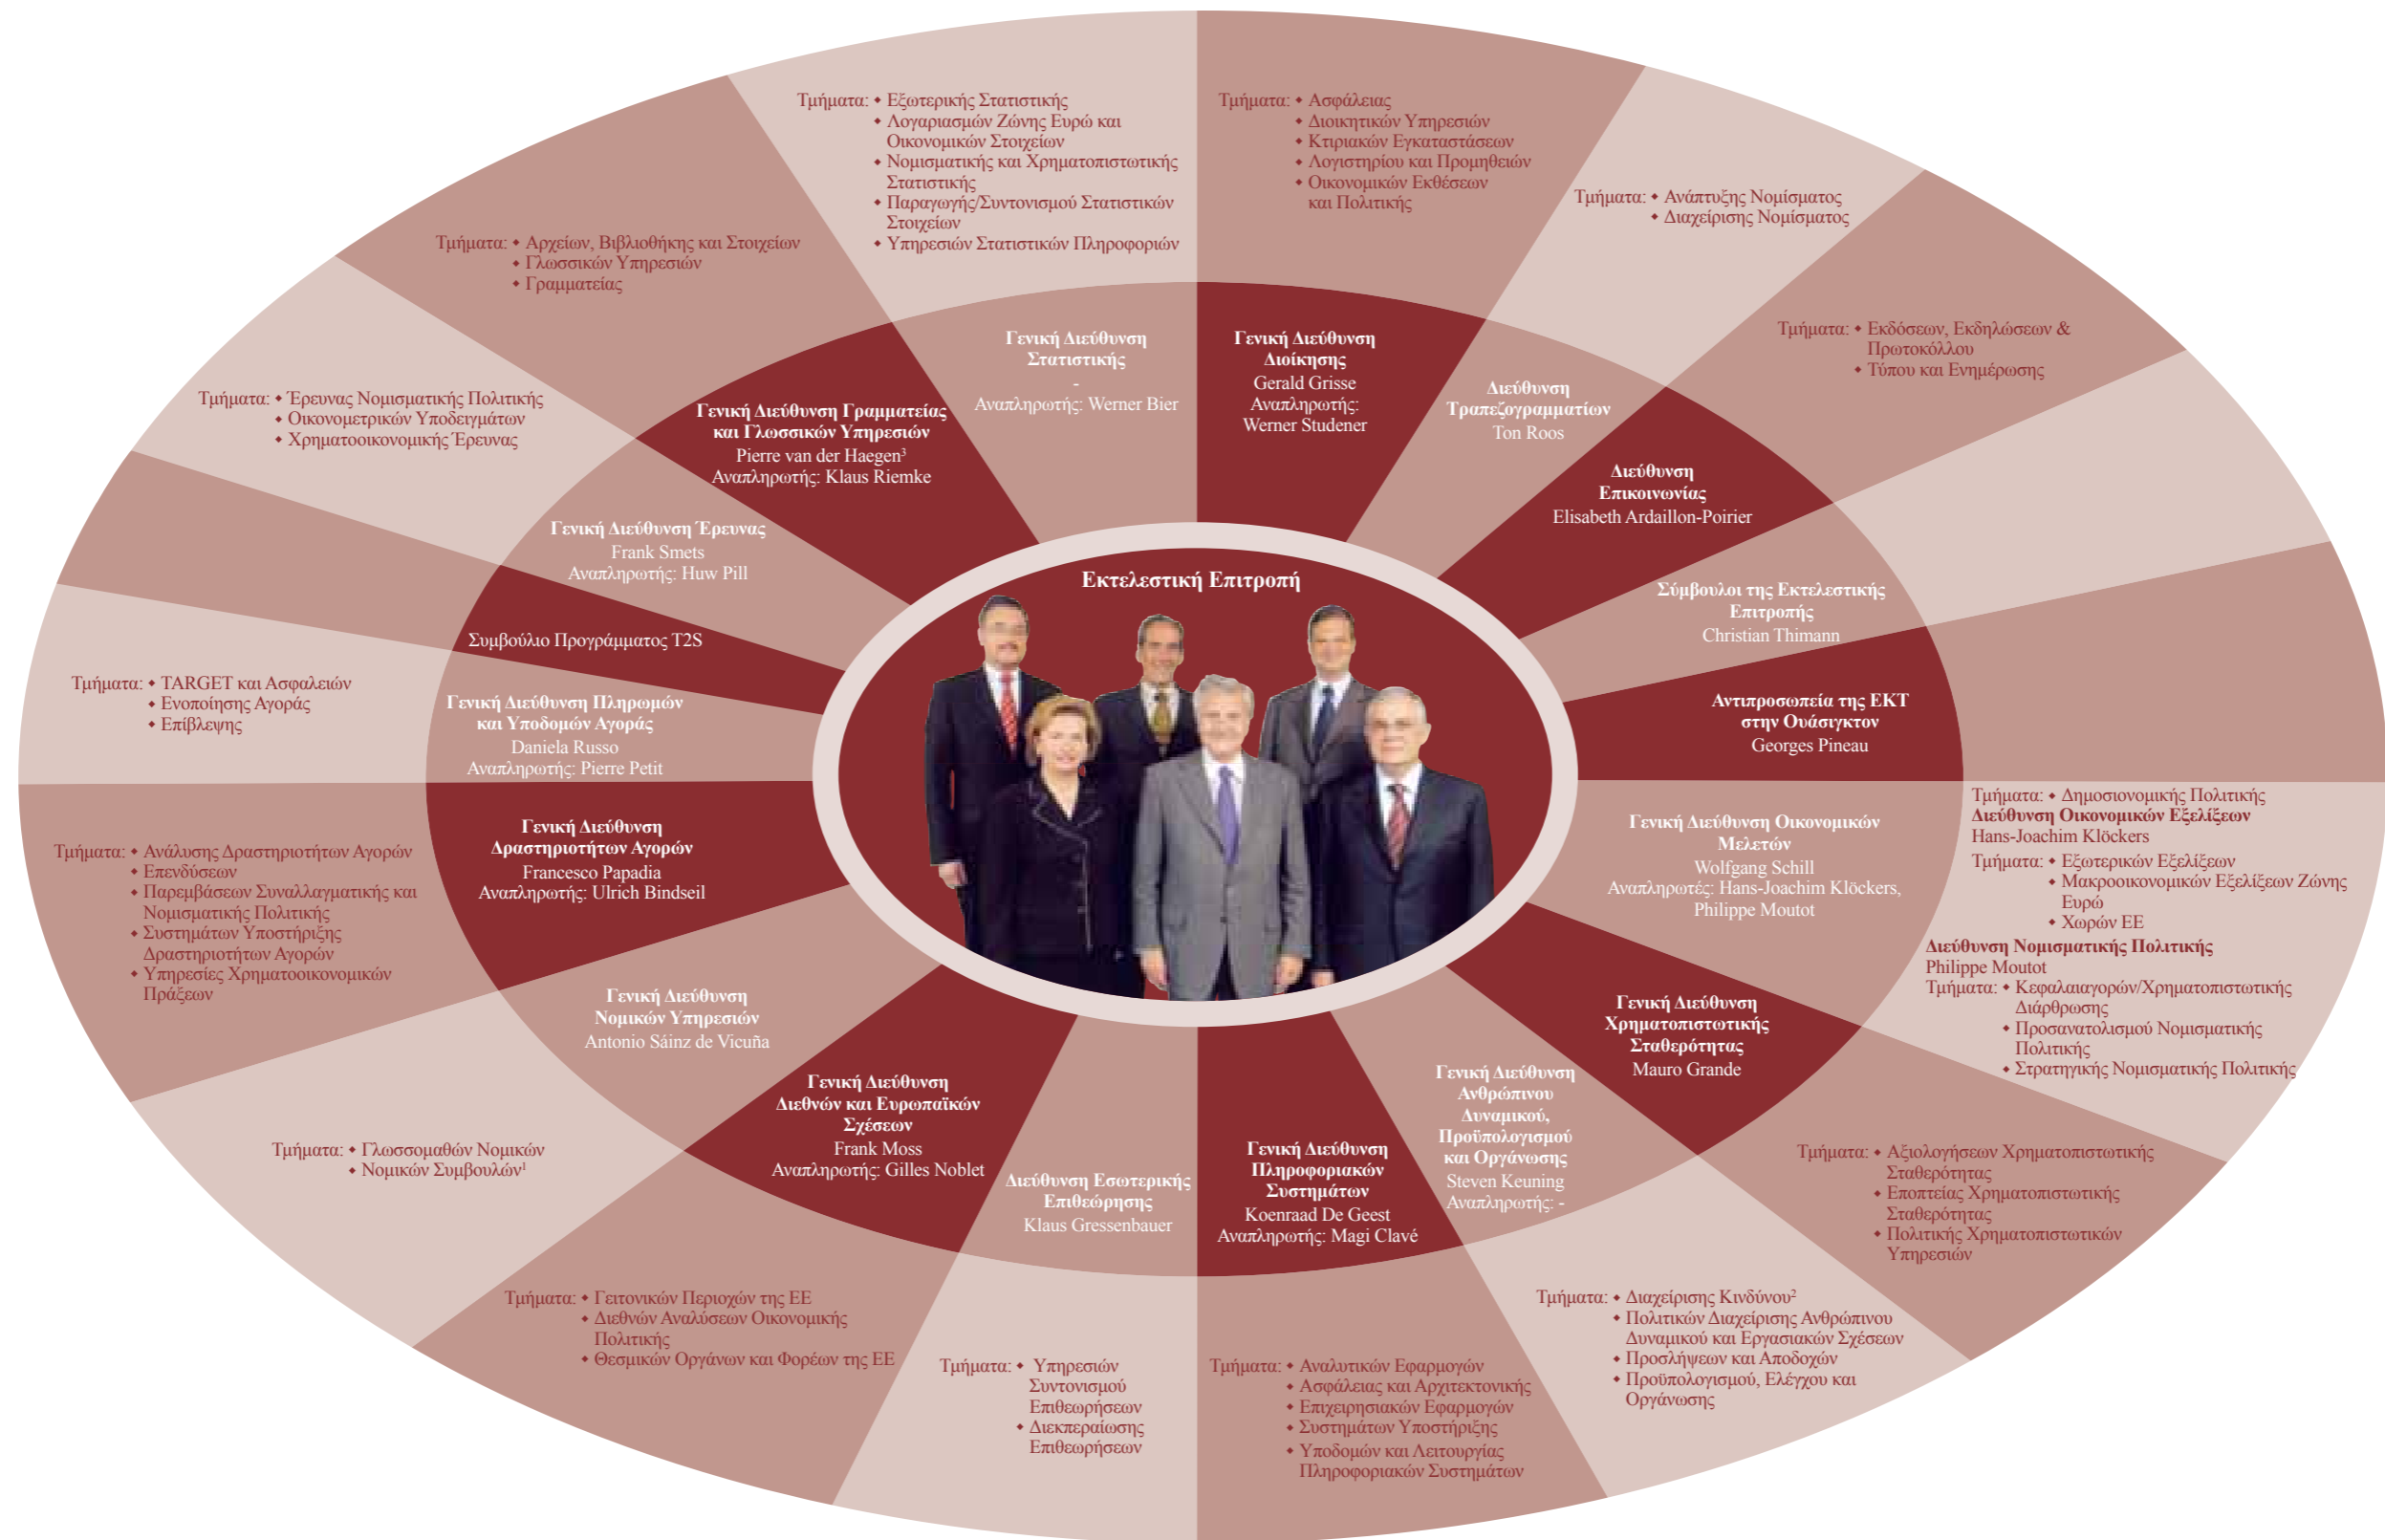 Τμήματα: ◆ Εξωτερικής Στατιστικής
◆ Λογαριασμών Ζώνης Ευρώ και
Οικονομικών Στοιχείων
◆ Νομισματικής και Χρηματοπιστωτικής
Στατιστικής
◆ Παραγωγής/Συντονισμού Στατιστικών
Στοιχείων
◆ Υπηρεσιών Στατιστικών Πληροφοριών
Γενική Διεύθυνση
Στατιστικής
-
Αναπληρωτής: Werner Bier
Τμήματα: ◆ Ασφάλειας
◆ Διοικητικών Υπηρεσιών
◆ Κτιριακών Εγκαταστάσεων
◆ Λογιστηρίου και Προμηθειών
◆ Οικονομικών Εκθέσεων
και Πολιτικής
Γενική Διεύθυνση
Διοίκησης
Gerald Grisse
Αναπληρωτής:
Werner Studener
Τμήματα: ◆ Ανάπτυξης Νομίσματος
◆ Διαχείρισης Νομίσματος
Διεύθυνση
Τραπεζογραμματίων
Ton Roos
Τμήματα: ◆ Εκδόσεων, Εκδηλώσεων &
Πρωτοκόλλου
◆ Τύπου και Ενημέρωσης
Διεύθυνση
Επικοινωνίας
Elisabeth Ardaillon-Poirier
Σύμβουλοι της Εκτελεστικής
Επιτροπής
Christian Thimann
Αντιπροσωπεία της ΕΚΤ
στην Ουάσιγκτον
Georges Pineau
Γενική Διεύθυνση Οικονομικών
Μελετών
Wolfgang Schill
Αναπληρωτές: Hans-Joachim Klöckers,
Philippe Moutot
Τμήματα: ◆ Δημοσιονομικής Πολιτικής
Διεύθυνση Οικονομικών Εξελίξεων
Hans-Joachim Klöckers
Τμήματα: ◆ Εξωτερικών Εξελίξεων
◆ Μακροοικονομικών Εξελίξεων Ζώνης
Ευρώ
◆ Χωρών ΕΕ
Διεύθυνση Νομισματικής Πολιτικής
Philippe Moutot
Τμήματα: ◆ Κεφαλαιαγορών/Χρηματοπιστωτικής
Διάρθρωσης
◆ Προσανατολισμού Νομισματικής
Πολιτικής
◆ Στρατηγικής Νομισματικής Πολιτικής
Γενική Διεύθυνση
Χρηματοπιστωτικής
Σταθερότητας
Mauro Grande
Τμήματα: ◆ Αξιολογήσεων Χρηματοπιστωτικής
Σταθερότητας
◆ Εποπτείας Χρηματοπιστωτικής
Σταθερότητας
◆ Πολιτικής Χρηματοπιστωτικών
Υπηρεσιών
Γενική Διεύθυνση
Ανθρώπινου
Δυναμικού,
Προϋπολογισμού
και Οργάνωσης
Steven Keuning
Αναπληρωτής: -
Τμήματα: ◆ Διαχείρισης Κινδύνου²
◆ Πολιτικών Διαχείρισης Ανθρώπινου
Δυναμικού και Εργασιακών Σχέσεων
◆ Προσλήψεων και Αποδοχών
◆ Προϋπολογισμού, Ελέγχου και
Οργάνωσης
Γενική Διεύθυνση
Πληροφοριακών
Συστημάτων
Koenraad De Geest
Αναπληρωτής: Magi Clavé
Τμήματα: ◆ Αναλυτικών Εφαρμογών
◆ Ασφάλειας και Αρχιτεκτονικής
◆ Επιχειρησιακών Εφαρμογών
◆ Συστημάτων Υποστήριξης
◆ Υποδομών και Λειτουργίας
Πληροφοριακών Συστημάτων
Διεύθυνση Εσωτερικής
Επιθεώρησης
Klaus Gressenbauer
Τμήματα: ◆ Υπηρεσιών
Συντονισμού
Επιθεωρήσεων
◆ Διεκπεραίωσης
Επιθεωρήσεων
Γενική Διεύθυνση
Διεθνών και Ευρωπαϊκών
Σχέσεων
Frank Moss
Αναπληρωτής: Gilles Noblet
Τμήματα: ◆ Γειτονικών Περιοχών της ΕΕ
◆ Διεθνών Αναλύσεων Οικονομικής
Πολιτικής
◆ Θεσμικών Οργάνων και Φορέων της ΕΕ
Γενική Διεύθυνση
Νομικών Υπηρεσιών
Antonio Sáinz de Vicuña
Τμήματα: ◆ Γλωσσομαθών Νομικών
◆ Νομικών Συμβουλών¹
Γενική Διεύθυνση
Δραστηριοτήτων Αγορών
Francesco Papadia
Αναπληρωτής: Ulrich Bindseil
Τμήματα: ◆ Ανάλυσης Δραστηριοτήτων Αγορών
◆ Επενδύσεων
◆ Παρεμβάσεων Συναλλαγματικής και
Νομισματικής Πολιτικής
◆ Συστημάτων Υποστήριξης
Δραστηριοτήτων Αγορών
◆ Υπηρεσίες Χρηματοοικονομικών
Πράξεων
Γενική Διεύθυνση Πληρωμών
και Υποδομών Αγοράς
Daniela Russo
Αναπληρωτής: Pierre Petit
Τμήματα: ◆ TARGET και Ασφαλειών
◆ Ενοποίησης Αγοράς
◆ Επίβλεψης
Συμβούλιο Προγράμματος T2S
Γενική Διεύθυνση Έρευνας
Frank Smets
Αναπληρωτής: Huw Pill
Τμήματα: ◆ Έρευνας Νομισματικής Πολιτικής
◆ Οικονομετρικών Υποδειγμάτων
◆ Χρηματοοικονομικής Έρευνας
Γενική Διεύθυνση Γραμματείας
και Γλωσσικών Υπηρεσιών
Pierre van der Haegen³
Αναπληρωτής: Klaus Riemke
Τμήματα: ◆ Αρχείων, Βιβλιοθήκης και Στοιχείων
◆ Γλωσσικών Υπηρεσιών
◆ Γραμματείας
Εκτελεστική Επιτροπή